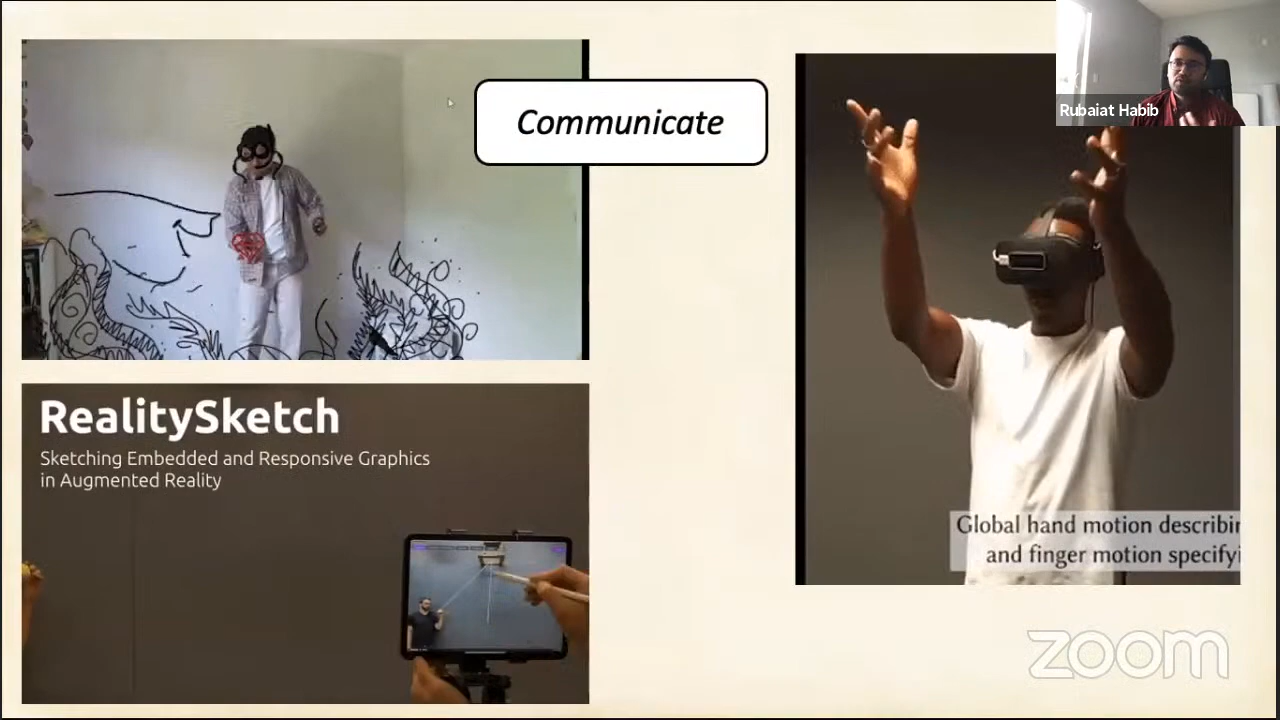 Communicate
Rubaiat Habib
RealitySketch
Sketching Embedded and Responsive Graphics
in Augmented Reality
Global hand motion describin
and finger motion specifyi
zoom